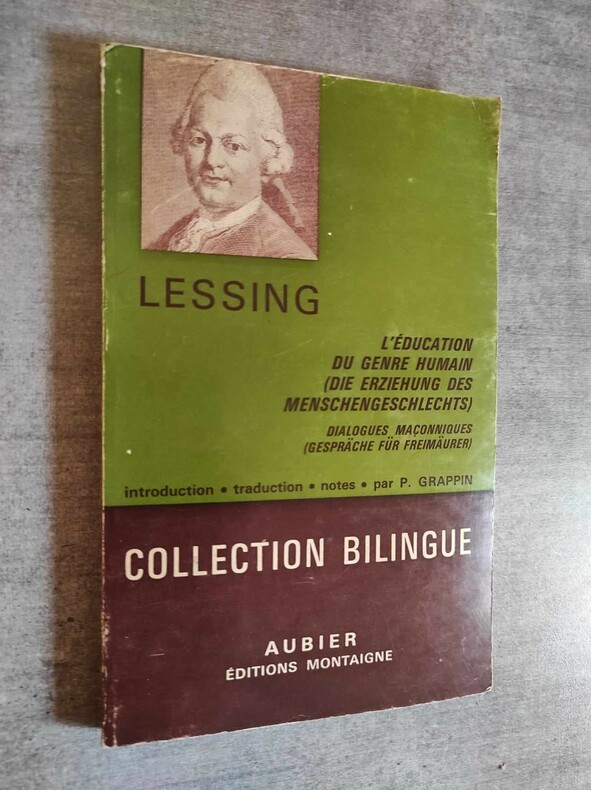 LESSING
L'ÉDUCATION
DU GENRE HUMAIN
(DIE ERZIEHUNG DES
MENSCHENGESCHLECHTS)
DIALOGUES MAÇONNIQUES
(GESPRÄCHE FÜR FREIMÄURER)
introduction • traduction • notes • par P. GRAPPIN
COLLECTION BILINGUE
AUBIER
ÉDITIONS MONTAIGNE